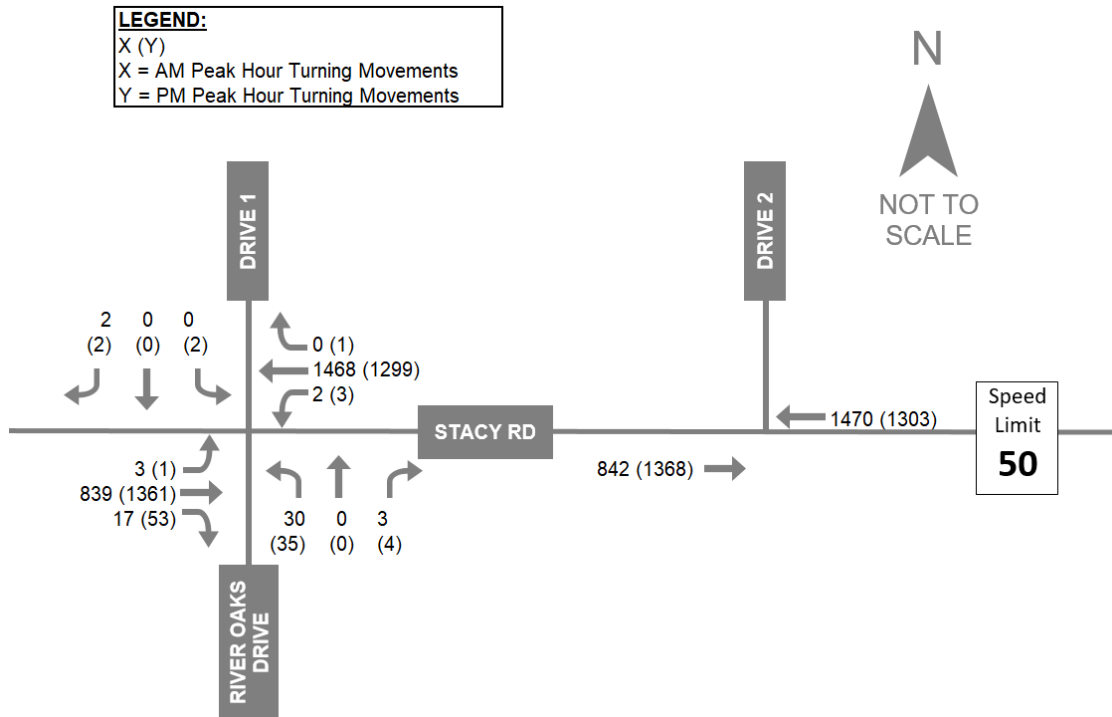 LEGEND:
X (Y)
X = AM Peak Hour Turning Movements
Y = PM Peak Hour Turning Movements
N
NOT TO
SCALE
DRIVE 1
DRIVE 2
2 0 0
(2) (0) (2)
0 (1)
1468 (1299)
2 (3)
STACY RD
1470 (1303)
Speed
Limit
50
3 (1)
839 (1361)
17 (53)
842 (1368)
30 0 3
(35) (0) (4)
RIVER OAKS
DRIVE